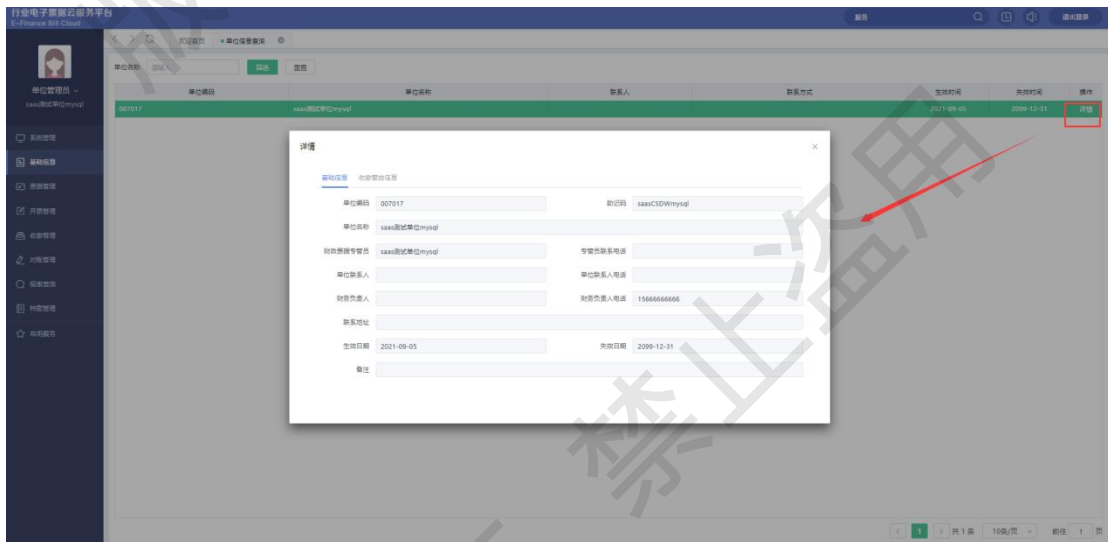 行业电子票据云服务平台
E-Finance Bill Cloud
服务
退出登录
欢迎首页 单位信息查询
单位管理员
saas测试单位mysql
系统管理
基础信息
票据管理
开票管理
收缴管理
对账管理
报表查询
档案管理
单位名称 请输入 筛选 重置
单位编码 单位名称 联系人 联系方式 生效时间 失效时间 操作
007017 saas测试单位mysql 2021-09-05 2099-12-31 详情
详情
基础信息
单位编码 007017 助记码 saasCSDWmysql
单位名称 saas测试单位mysql
财政票据专管员 saas测试单位mysql 专管员联系电话
单位联系人 单位联系人电话
财务负责人 财务负责人电话 15666666666
联系地址
生效日期 2021-09-05 失效日期 2099-12-31
备注
1 共 1 条 10条/页 前往 1 页
禁止盗用